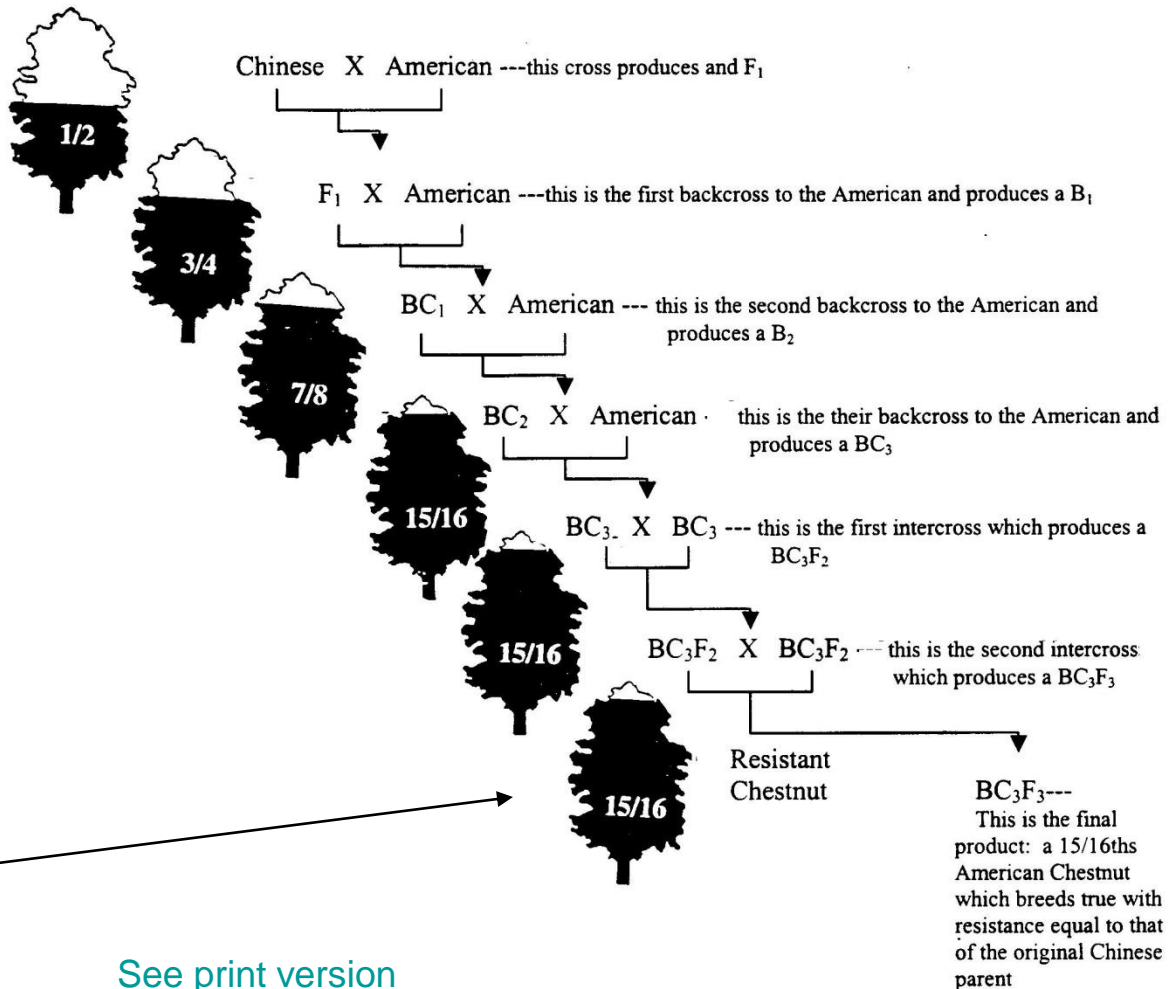 Chinese X American ---this cross produces and F₁
1/2
F₁ X American ---this is the first backcross to the American and produces a B₁
3/4
BC₁ X American --- this is the second backcross to the American and
produces a B₂
7/8
BC₂ X American · this is the their backcross to the American and
produces a BC₃
15/16
BC₃ X BC₃ --- this is the first intercross which produces a
BC₃F₂
15/16
BC₃F₂ X BC₃F₂ --- this is the second intercross
which produces a BC₃F₃
Resistant
Chestnut
15/16
BC₃F₃---
This is the final
product: a 15/16ths
American Chestnut
which breeds true with
resistance equal to that
of the original Chinese
parent
See print version